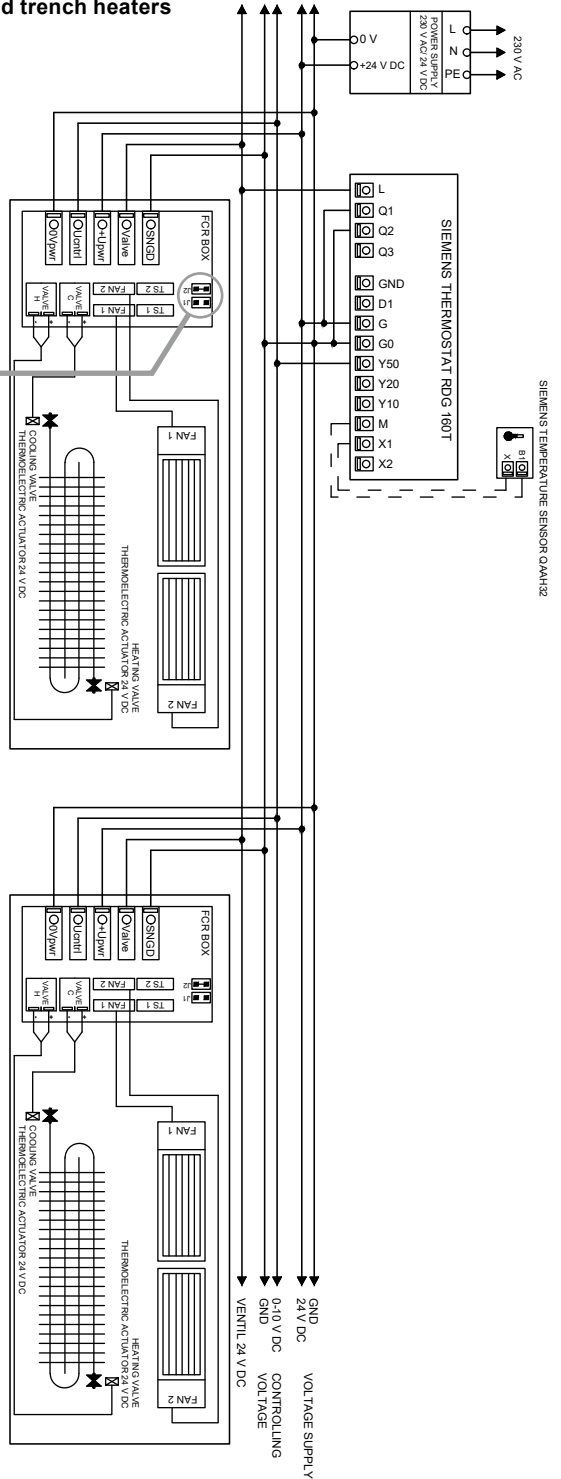 d trench heaters
POWER SUPPLY
230 V AC/ 24 V DC
0 V
+24 V DC
L
N
PE
230 V AC
SIEMENS THERMOSTAT RDG 160T
L
Q1
Q2
Q3
GND
D1
G
G0
Y50
Y20
Y10
M
X1
X2
SIEMENS TEMPERATURE SENSOR QAAH32
B1
X
FCR BOX
0Vpwr
Ucntrl
+Upwr
Valve
SNGD
VALVE
H
- +
VALVE
C
- +
FAN 2
FAN 1
TS 2
TS 1
J2
J1
FAN 1
FAN 2
COOLING VALVE
THERMOELECTRIC ACTUATOR 24 V DC
HEATING VALVE
THERMOELECTRIC ACTUATOR 24 V DC
FCR BOX
0Vpwr
Ucntrl
+Upwr
Valve
SNGD
VALVE
H
- +
VALVE
C
- +
FAN 2
FAN 1
TS 2
TS 1
J2
J1
FAN 1
FAN 2
COOLING VALVE
THERMOELECTRIC ACTUATOR 24 V DC
HEATING VALVE
THERMOELECTRIC ACTUATOR 24 V DC
GND
24 V DC
VOLTAGE SUPPLY
0-10 V DC
GND
CONTROLLING
VOLTAGE
VENTIL 24 V DC